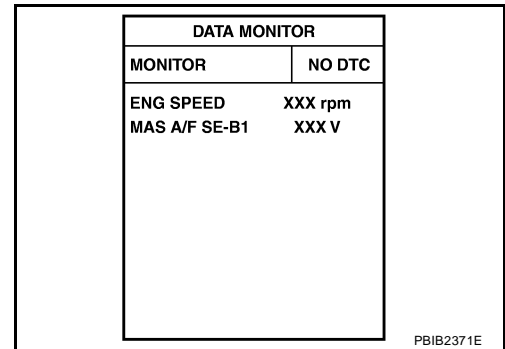 DATA MONITOR
MONITOR NO DTC
ENG SPEED XXX rpm
MAS A/F SE-B1 XXX V
PBIB2371E